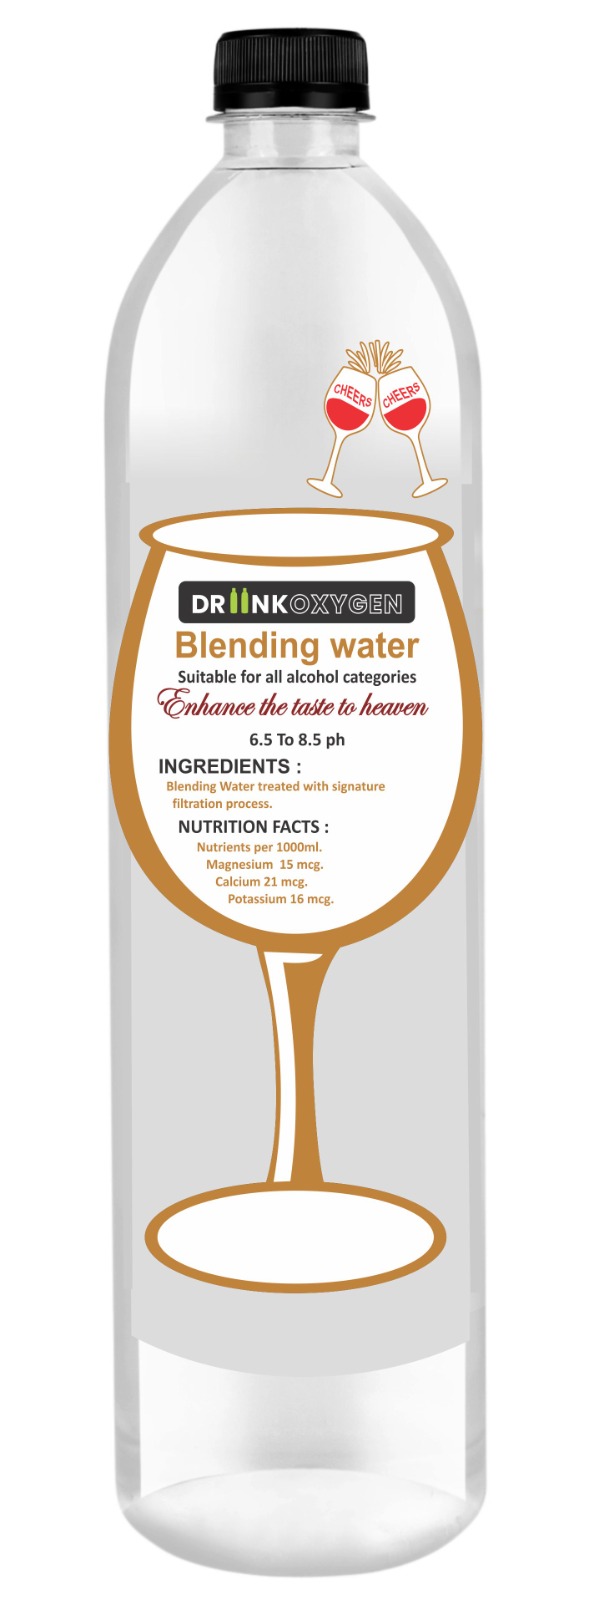 CHEERS CHEERS
DRIINKOXYGEN
Blending water
Suitable for all alcohol categories
Enhance the taste to heaven
6.5 To 8.5 ph
INGREDIENTS :
Blending Water treated with signature
filtration process.
NUTRITION FACTS :
Nutrients per 1000ml.
Magnesium 15 mcg.
Calcium 21 mcg.
Potassium 16 mcg.